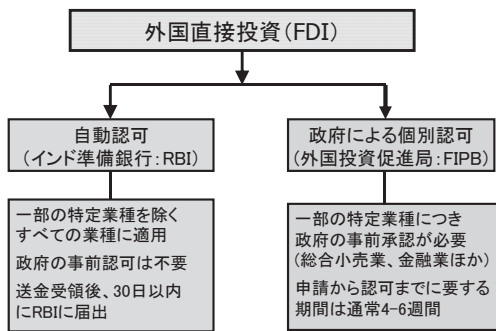 外国直接投資(FDI)
自動認可
(インド準備銀行:RBI)
一部の特定業種を除く
すべての業種に適用
政府の事前認可は不要
送金受領後、30日以内
にRBIに届出
政府による個別認可
(外国投資促進局:FIPB)
一部の特定業種につき
政府の事前承認が必要
(総合小売業、金融業ほか)
申請から認可までに要する
期間は通常4-6週間